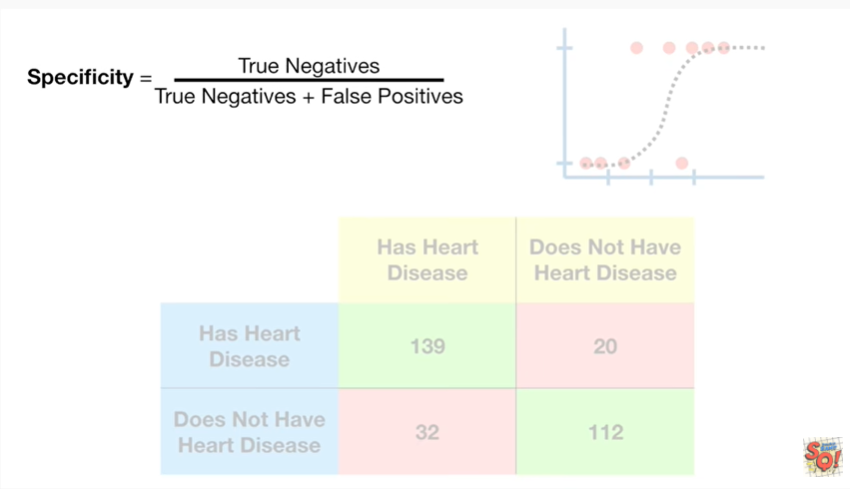 Specificity =
True Negatives
True Negatives + False Positives
Has Heart
Disease
Does Not Have
Heart Disease
Has Heart
Disease
139
20
Does Not Have
Heart Disease
32
112
SQ!